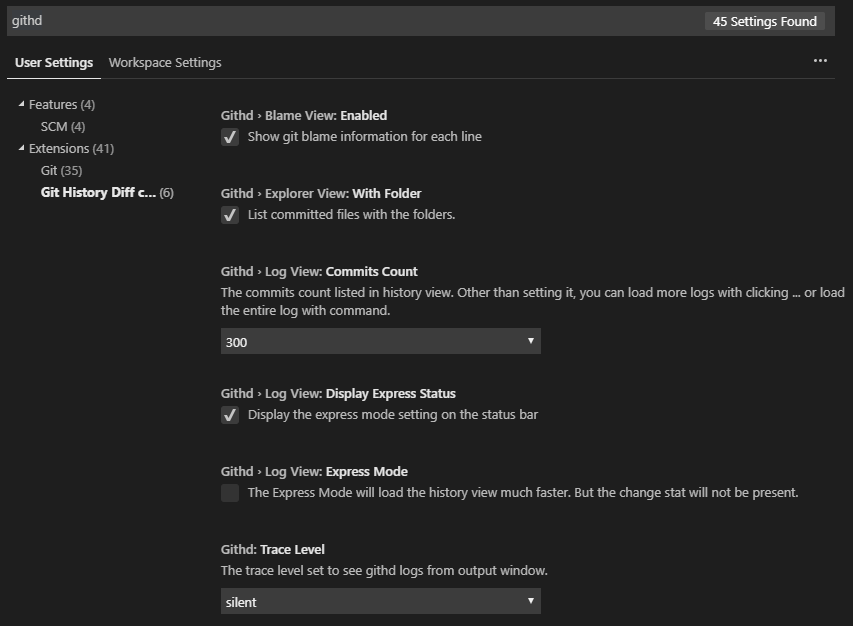 githd
45 Settings Found
User Settings
Workspace Settings
...
Features (4)
SCM (4)
Extensions (41)
Git (35)
Git History Diff c... (6)
Githd › Blame View: Enabled
Show git blame information for each line
Githd › Explorer View: With Folder
List committed files with the folders.
Githd › Log View: Commits Count
The commits count listed in history view. Other than setting it, you can load more logs with clicking ... or load
the entire log with command.
300
Githd › Log View: Display Express Status
Display the express mode setting on the status bar
Githd › Log View: Express Mode
The Express Mode will load the history view much faster. But the change stat will not be present.
Githd: Trace Level
The trace level set to see githd logs from output window.
silent